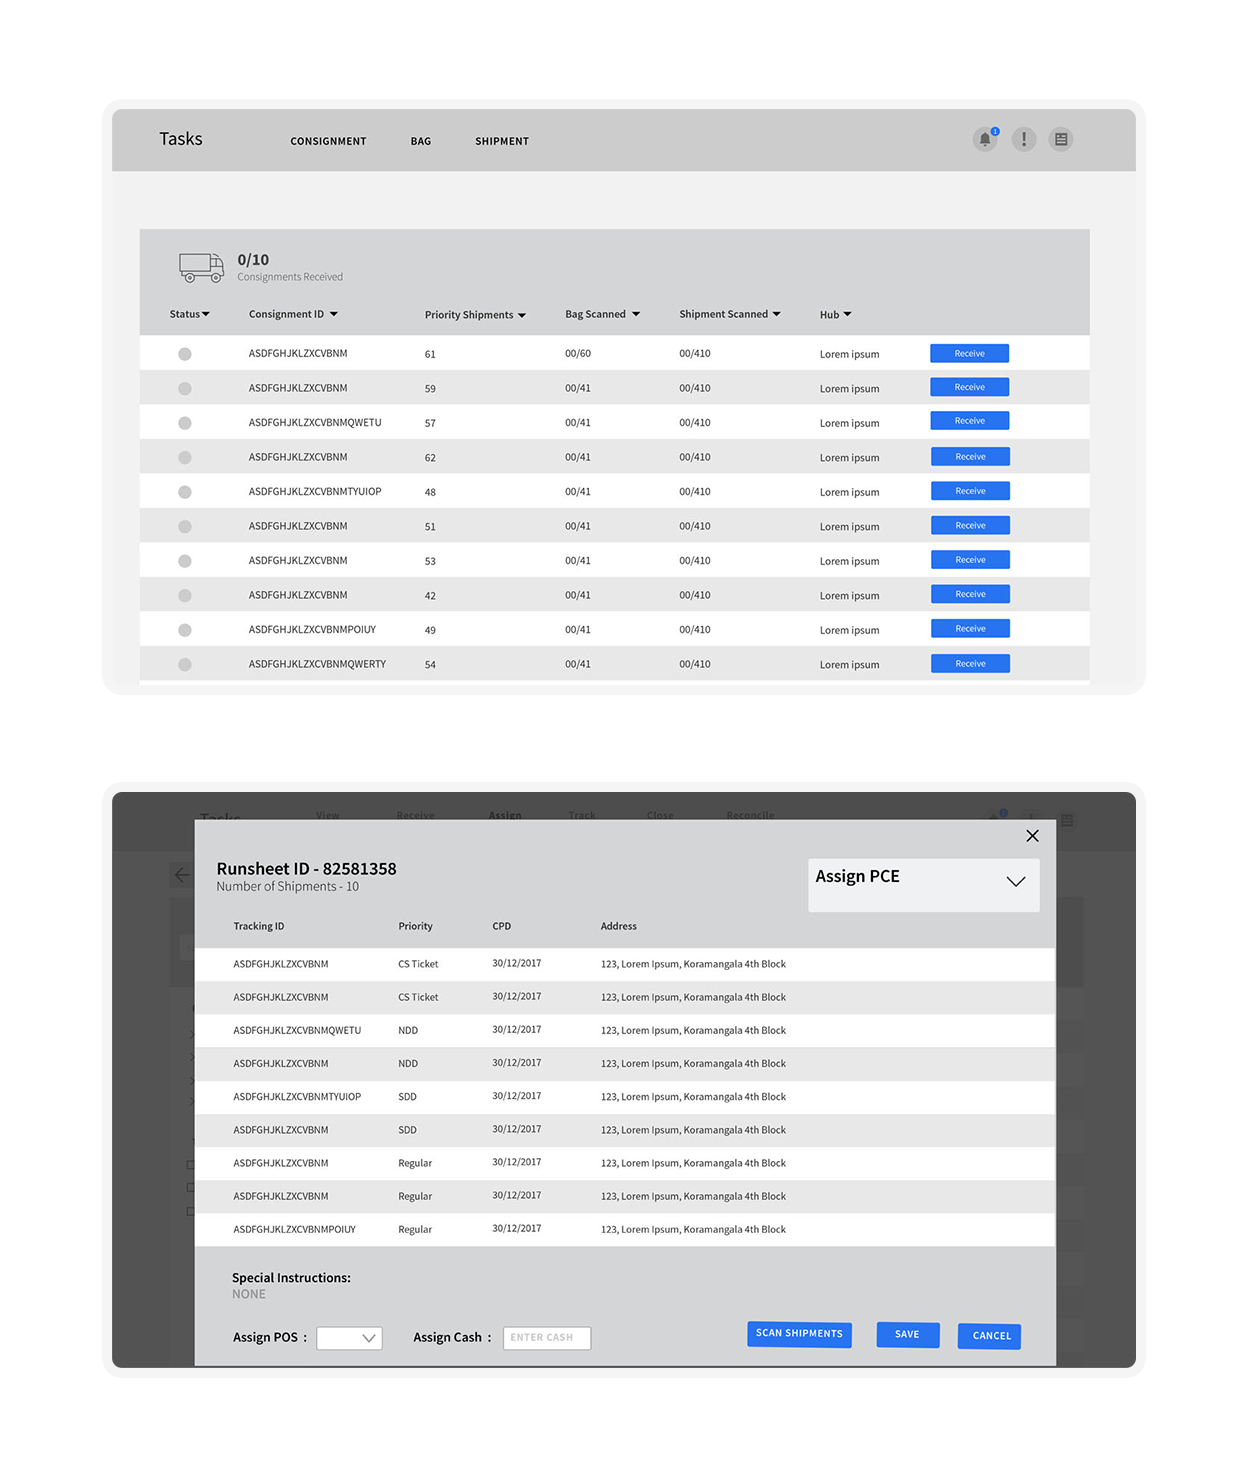 Tasks CONSIGNMENT BAG SHIPMENT 1
0/10
Consignments Received
Status Consignment ID Priority Shipments Bag Scanned Shipment Scanned Hub
ASDFGHJKLZXCVBNM 61 00/60 00/410 Lorem ipsum Receive
ASDFGHJKLZXCVBNM 59 00/41 00/410 Lorem ipsum Receive
ASDFGHJKLZXCVBNMQWETU 57 00/41 00/410 Lorem ipsum Receive
ASDFGHJKLZXCVBNM 62 00/41 00/410 Lorem ipsum Receive
ASDFGHJKLZXCVBNMTYUIOP 48 00/41 00/410 Lorem ipsum Receive
ASDFGHJKLZXCVBNM 51 00/41 00/410 Lorem ipsum Receive
ASDFGHJKLZXCVBNM 53 00/41 00/410 Lorem ipsum Receive
ASDFGHJKLZXCVBNM 42 00/41 00/410 Lorem ipsum Receive
ASDFGHJKLZXCVBNMPOIUY 49 00/41 00/410 Lorem ipsum Receive
ASDFGHJKLZXCVBNMQWERTY 54 00/41 00/410 Lorem ipsum Receive
Tasks View Receive Assign Track Close Reconcile
Runsheet ID - 82581358
Number of Shipments - 10
Assign PCE
Tracking ID Priority CPD Address
ASDFGHJKLZXCVBNM CS Ticket 30/12/2017 123, Lorem Ipsum, Koramangala 4th Block
ASDFGHJKLZXCVBNM CS Ticket 30/12/2017 123, Lorem Ipsum, Koramangala 4th Block
ASDFGHJKLZXCVBNMQWETU NDD 30/12/2017 123, Lorem Ipsum, Koramangala 4th Block
ASDFGHJKLZXCVBNM NDD 30/12/2017 123, Lorem Ipsum, Koramangala 4th Block
ASDFGHJKLZXCVBNMTYUIOP SDD 30/12/2017 123, Lorem Ipsum, Koramangala 4th Block
ASDFGHJKLZXCVBNM SDD 30/12/2017 123, Lorem Ipsum, Koramangala 4th Block
ASDFGHJKLZXCVBNM Regular 30/12/2017 123, Lorem Ipsum, Koramangala 4th Block
ASDFGHJKLZXCVBNM Regular 30/12/2017 123, Lorem Ipsum, Koramangala 4th Block
ASDFGHJKLZXCVBNMPOIUY Regular 30/12/2017 123, Lorem Ipsum, Koramangala 4th Block
Special Instructions:
NONE
Assign POS : Assign Cash : ENTER CASH SCAN SHIPMENTS SAVE CANCEL